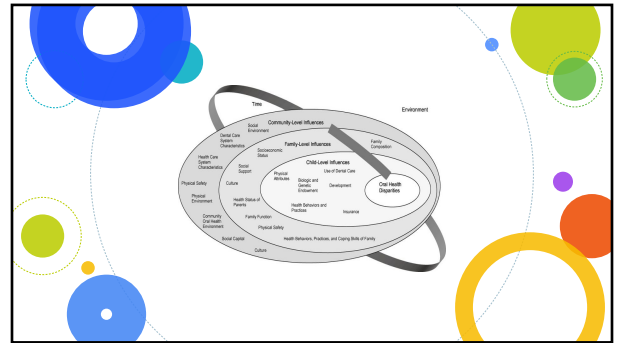 Time
Environment
Community-Level Influences
Social
Environment
Dental Care
System
Characteristics
Family-Level Influences
Family
Composition
Socioeconomic
Status
Health Care
System
Characteristics
Child-Level Influences
Social
Support
Use of Dental Care
Physical
Attributes
Biologic and
Genetic
Endowment
Development
Oral Health
Disparities
Physical Safety
Culture
Physical
Environment
Health Status of
Parents
Health Behaviors and
Practices
Insurance
Community
Oral Health
Environment
Family Function
Physical Safety
Social Capital
Health Behaviors, Practices, and Coping Skills of Family
Culture